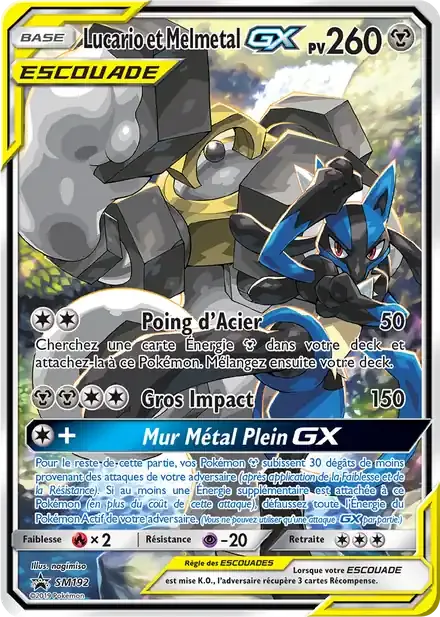 BASE Lucario et Melmetal GX PV260
ESCOUADE
Poing d'Acier 50
Cherchez une carte Énergie dans votre deck et
attachez-la à ce Pokémon. Mélangez ensuite votre deck.
Gros Impact 150
+ Mur Métal Plein GX
Pour le reste de cette partie, vos Pokémon subissent 30 dégâts de moins
provenant des attaques de votre adversaire (après application de la Faiblesse et de
la Résistance). Si au moins une Énergie supplémentaire est attachée à ce
Pokémon (en plus du coût de cette attaque), défaussez toute l'Énergie du
Pokémon Actif de votre adversaire. (Vous ne pouvez utiliser qu'une attaque GX par partie.)
Faiblesse ×2 Résistance -20 Retraite
Illus. nagimiso
SM192
©2019 Pokémon
Règle des ESCOUADES
Lorsque votre ESCOUADE
est mise K.O., l'adversaire récupère 3 cartes Récompense.